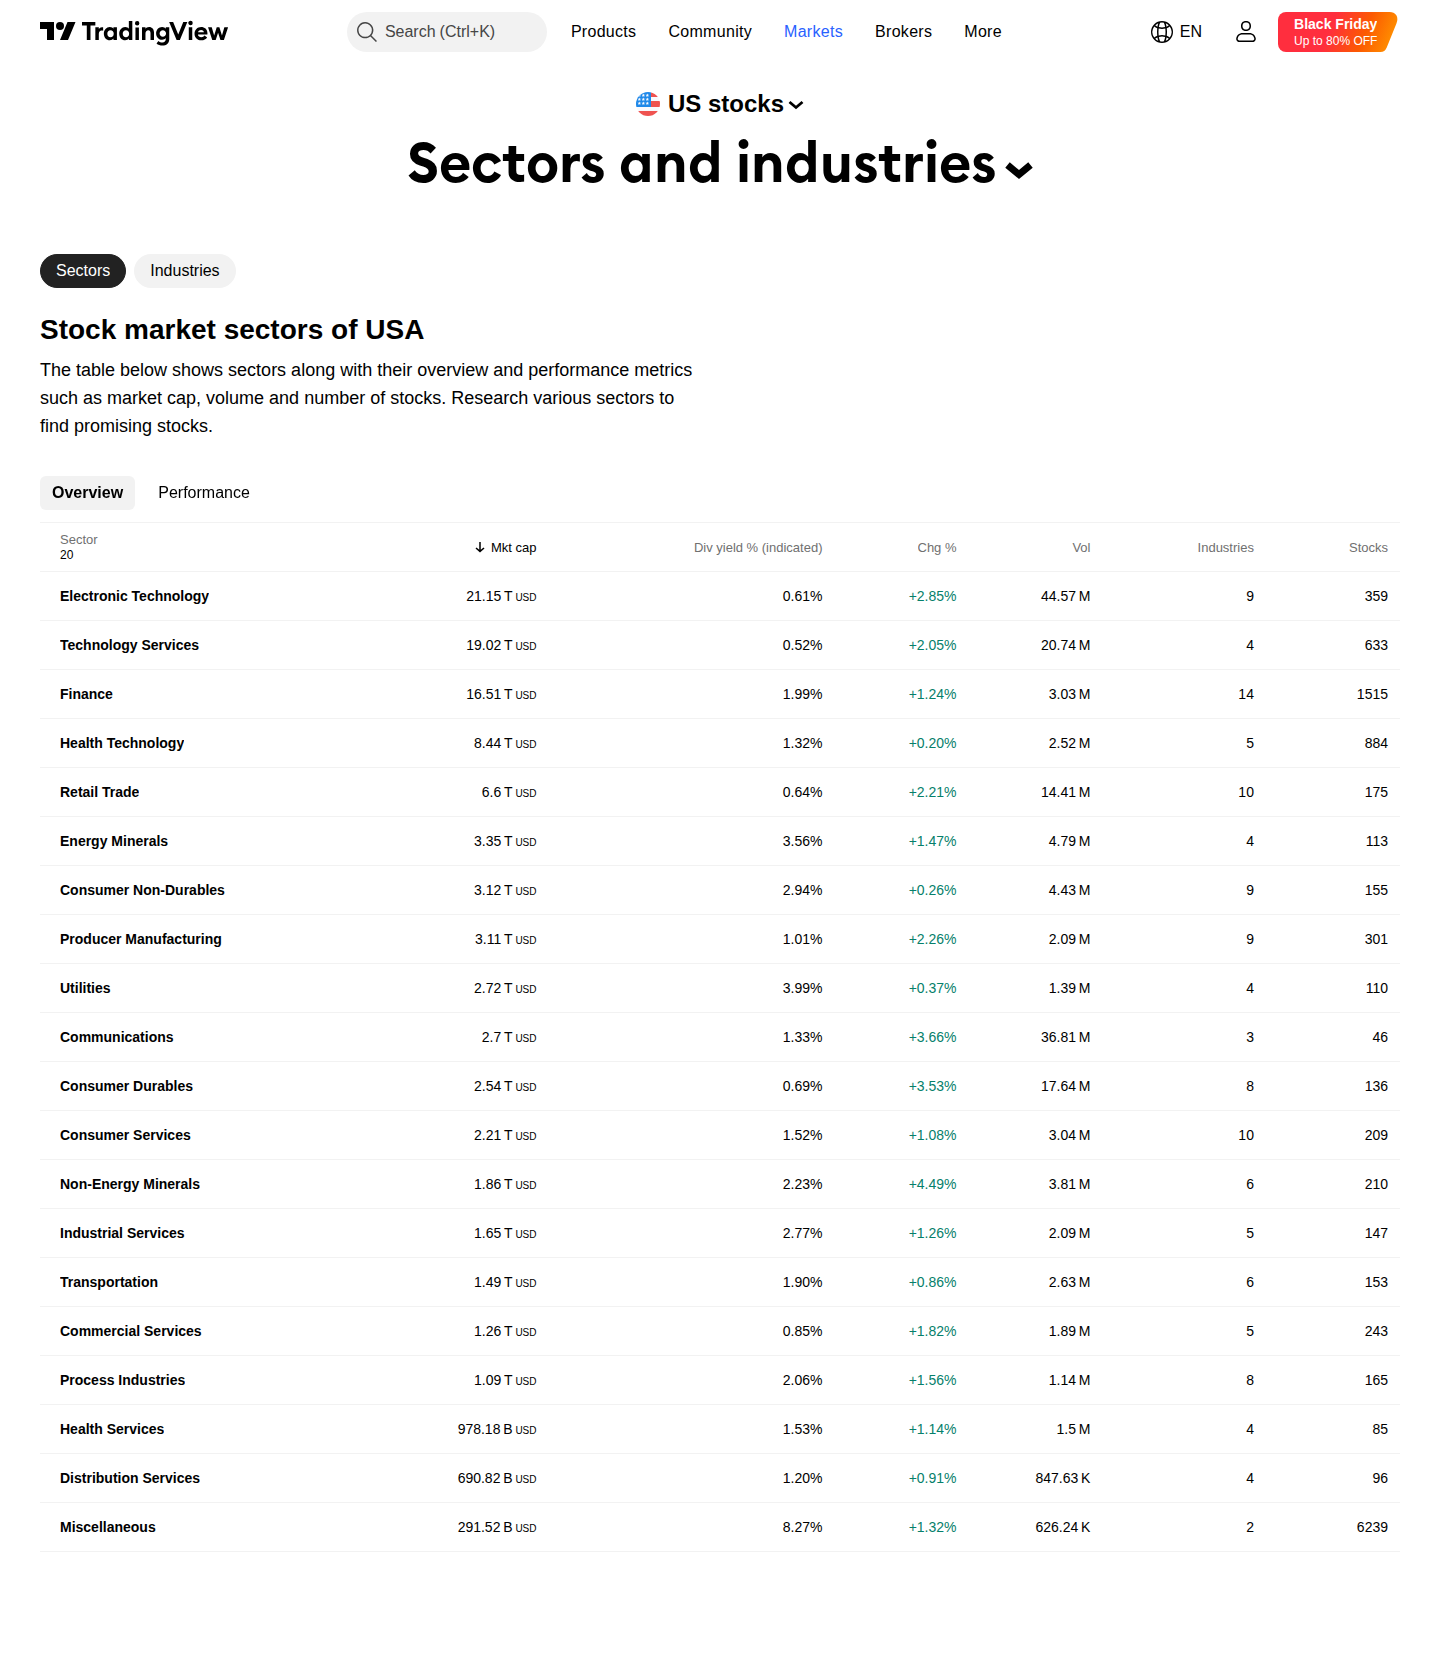 TradingView
Search (Ctrl+K)
Products
Community
Markets
Brokers
More
EN
Black Friday
Up to 80% OFF
US stocks
Sectors and industries
Sectors
Industries
Stock market sectors of USA
The table below shows sectors along with their overview and performance metrics
such as market cap, volume and number of stocks. Research various sectors to
find promising stocks.
Overview
Performance
Sector
20
Mkt cap
Div yield % (indicated)
Chg %
Vol
Industries
Stocks
Electronic Technology 21.15 T USD 0.61% +2.85% 44.57 M 9 359
Technology Services 19.02 T USD 0.52% +2.05% 20.74 M 4 633
Finance 16.51 T USD 1.99% +1.24% 3.03 M 14 1515
Health Technology 8.44 T USD 1.32% +0.20% 2.52 M 5 884
Retail Trade 6.6 T USD 0.64% +2.21% 14.41 M 10 175
Energy Minerals 3.35 T USD 3.56% +1.47% 4.79 M 4 113
Consumer Non-Durables 3.12 T USD 2.94% +0.26% 4.43 M 9 155
Producer Manufacturing 3.11 T USD 1.01% +2.26% 2.09 M 9 301
Utilities 2.72 T USD 3.99% +0.37% 1.39 M 4 110
Communications 2.7 T USD 1.33% +3.66% 36.81 M 3 46
Consumer Durables 2.54 T USD 0.69% +3.53% 17.64 M 8 136
Consumer Services 2.21 T USD 1.52% +1.08% 3.04 M 10 209
Non-Energy Minerals 1.86 T USD 2.23% +4.49% 3.81 M 6 210
Industrial Services 1.65 T USD 2.77% +1.26% 2.09 M 5 147
Transportation 1.49 T USD 1.90% +0.86% 2.63 M 6 153
Commercial Services 1.26 T USD 0.85% +1.82% 1.89 M 5 243
Process Industries 1.09 T USD 2.06% +1.56% 1.14 M 8 165
Health Services 978.18 B USD 1.53% +1.14% 1.5 M 4 85
Distribution Services 690.82 B USD 1.20% +0.91% 847.63 K 4 96
Miscellaneous 291.52 B USD 8.27% +1.32% 626.24 K 2 6239